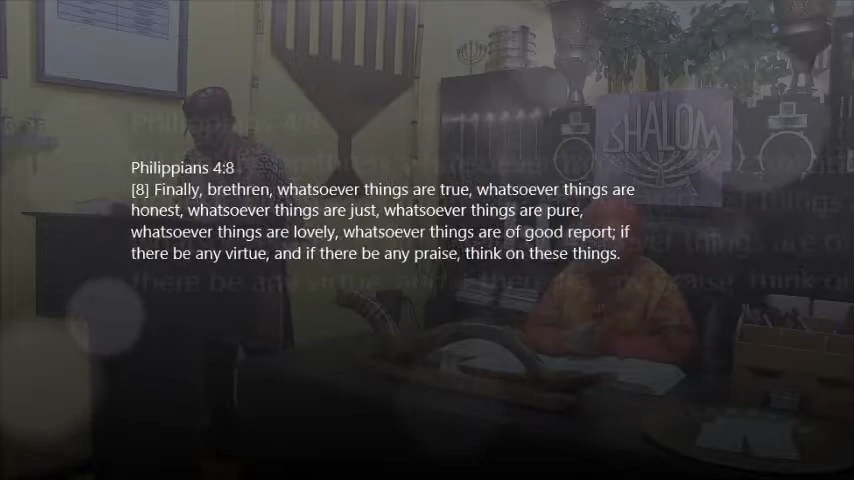 SHALOM
Philippians 4:8
[8] Finally, brethren, whatsoever things are true, whatsoever things are
honest, whatsoever things are just, whatsoever things are pure,
whatsoever things are lovely, whatsoever things are of good report; if
there be any virtue, and if there be any praise, think on these things.